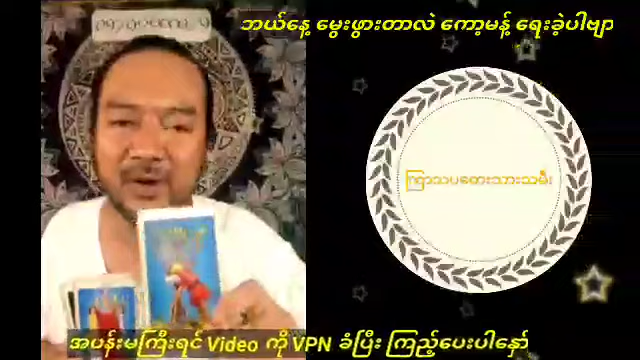 ဘယ်နေ့ မွေးဖွားတာလဲ ကော့မန့် ရေးခဲ့ပါဗျာ
ကြာသပတေးသားသမီး
အပန်းမကြီးရင် Video ကို VPN ခံပြီး ကြည့်ပေးပါနော်